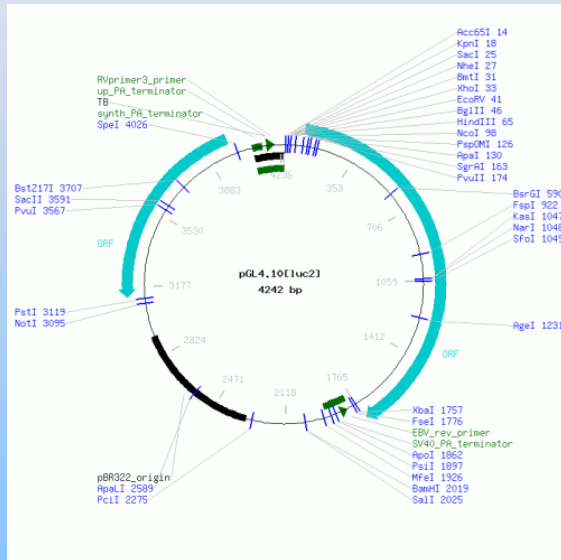 Acc65I 14
KpnI 18
SacI 25
NheI 27
BmtI 31
XhoI 33
EcoRV 41
BglII 46
HindIII 65
NcoI 98
PspOMI 126
ApaI 130
SgrAI 163
PvuII 174
RVprimer3_primer
up_PA_terminator
TB
synth_PA_terminator
SpeI 4026
4236
353
3883
BstZ17I 3707
SacII 3591
PvuI 3567
BsrGI 590
706
FspI 922
KasI 1047
NarI 1048
SfoI 1049
3530
ORF
pGL4.10[luc2]
4242 bp
1059
3177
PstI 3119
NotI 3095
AgeI 1231
2824
1412
ORF
2471
1765
2118
XbaI 1757
FseI 1776
EBV_rev_primer
SV40_PA_terminator
ApoI 1862
PsiI 1897
MfeI 1926
BamHI 2019
SalI 2025
pBR322_origin
ApaLI 2589
PciI 2275